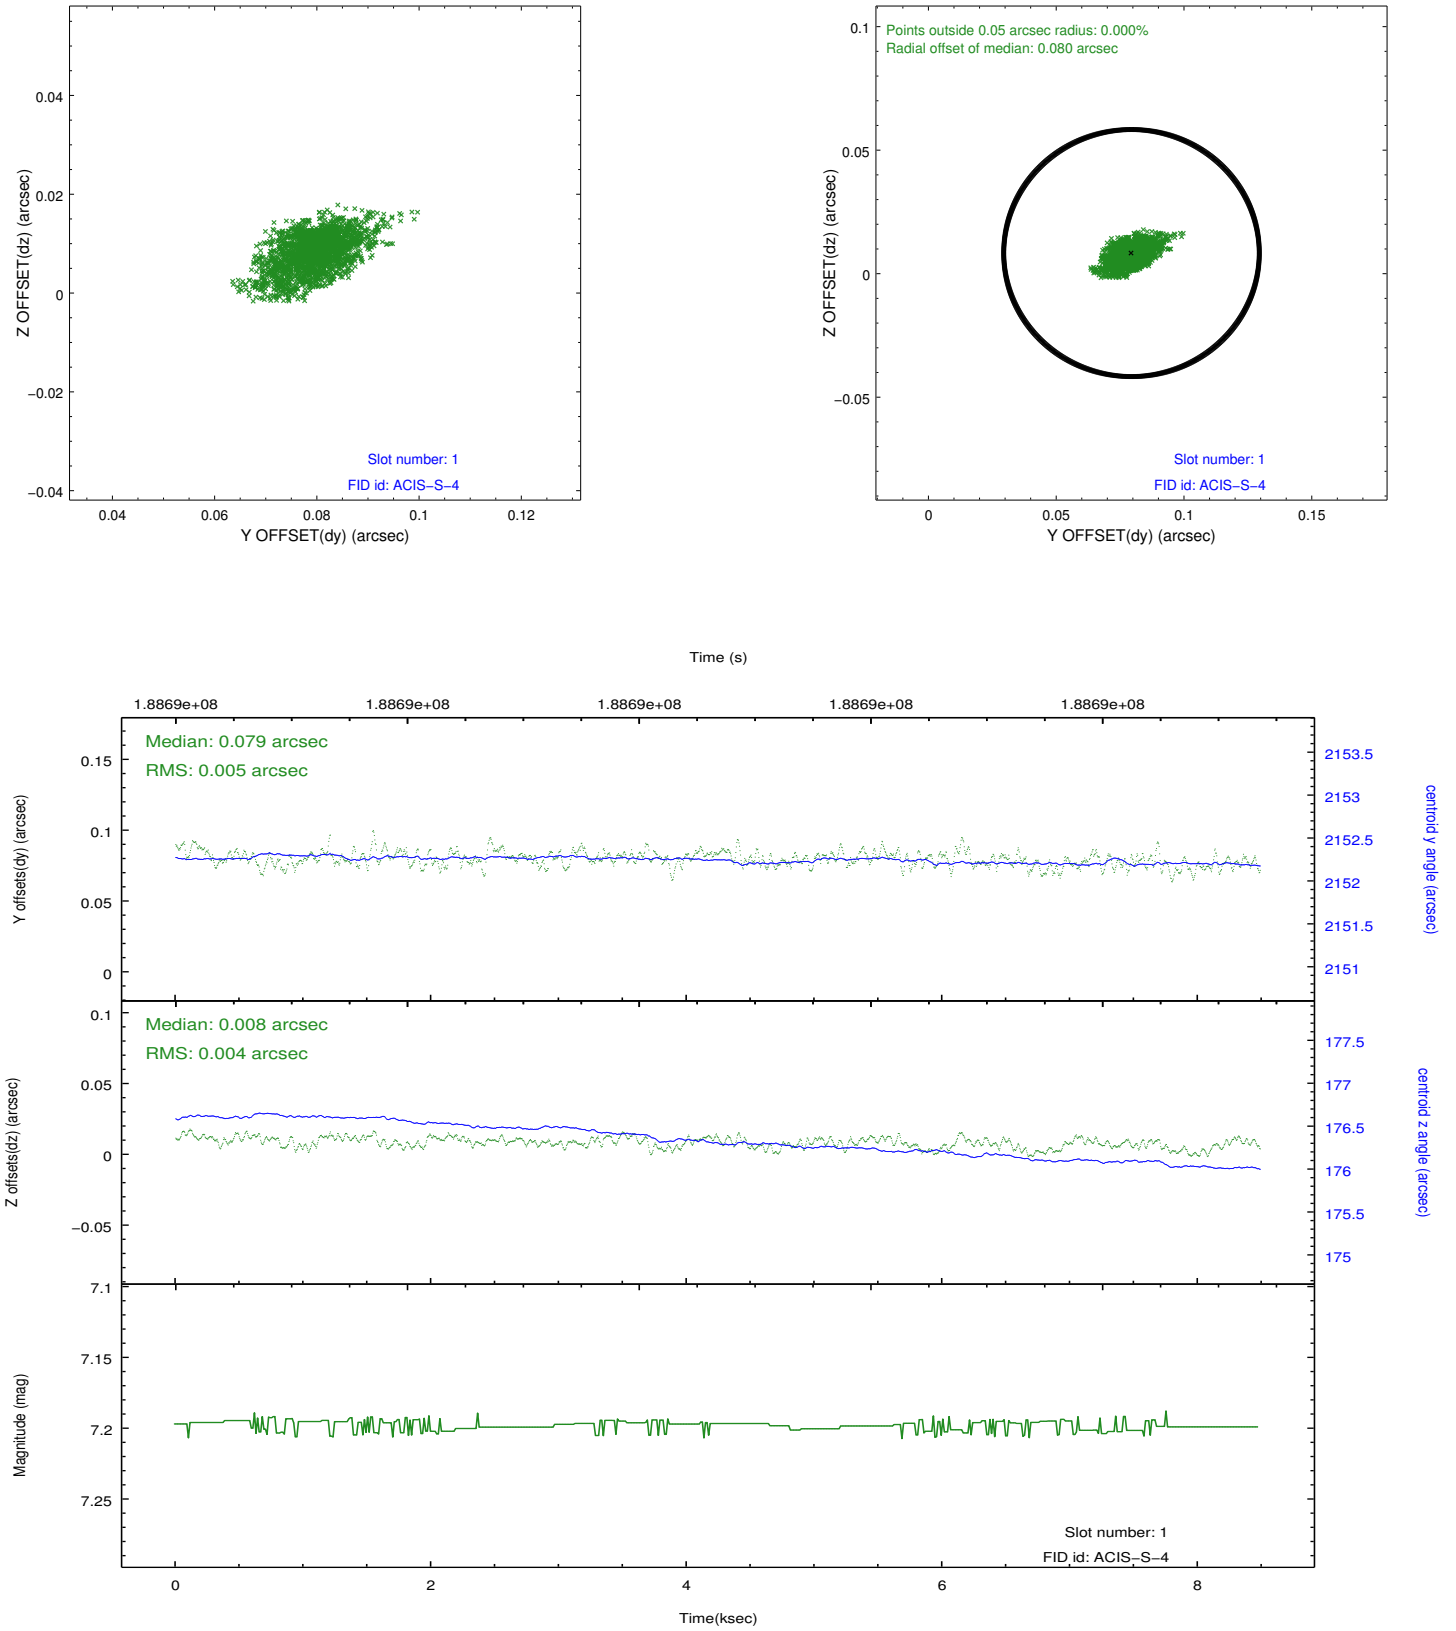 0.04
0.02
0
−0.02
−0.04
Z OFFSET(dz) (arcsec)
Slot number: 1
FID id: ACIS−S−4
0.04
0.06
0.08
0.1
0.12
Y OFFSET(dy) (arcsec)
Points outside 0.05 arcsec radius: 0.000%
Radial offset of median: 0.080 arcsec
0.1
0.05
0
−0.05
Z OFFSET(dz) (arcsec)
Slot number: 1
FID id: ACIS−S−4
0
0.05
0.1
0.15
Y OFFSET(dy) (arcsec)
Time (s)
1.8869e+08
1.8869e+08
1.8869e+08
1.8869e+08
1.8869e+08
Median: 0.079 arcsec
RMS: 0.005 arcsec
0.15
0.1
0.05
0
Y offsets(dy) (arcsec)
2153.5
2153
2152.5
2152
2151.5
2151
centroid y angle (arcsec)
Median: 0.008 arcsec
RMS: 0.004 arcsec
0.1
0.05
0
−0.05
Z offsets(dz) (arcsec)
177.5
177
176.5
176
175.5
175
centroid z angle (arcsec)
7.1
7.15
7.2
7.25
Magnitude (mag)
Slot number: 1
FID id: ACIS−S−4
0
2
4
6
8
Time(ksec)